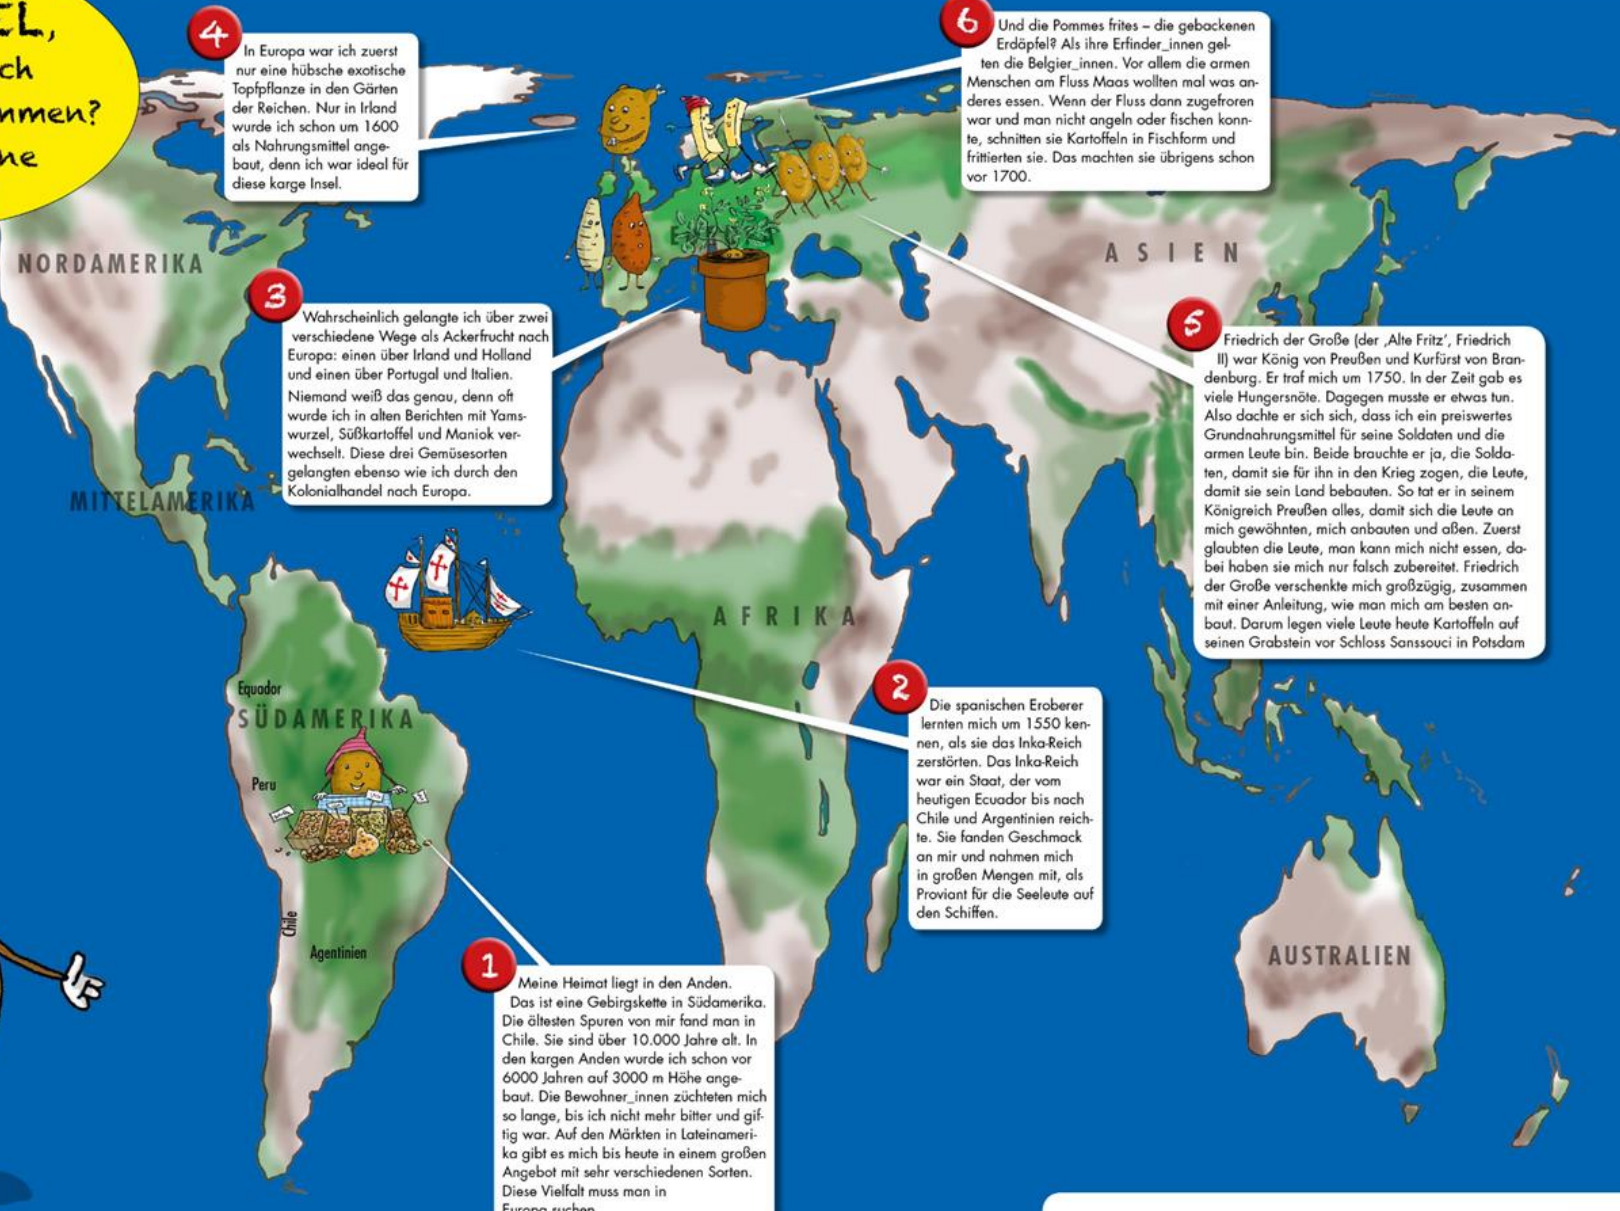 EL,
ch
mmen?
ne
4
In Europa war ich zuerst
nur eine hübsche exotische
Topfpflanze in den Gärten
der Reichen. Nur in Irland
wurde ich schon um 1600
als Nahrungsmittel ange-
baut, denn ich war ideal für
diese karge Insel.
6
Und die Pommes frites – die gebackenen
Erdäpfel? Als ihre Erfinder_innen gel-
ten die Belgier_innen. Vor allem die armen
Menschen am Fluss Maas wollten mal was an-
deres essen. Wenn der Fluss dann zugefroren
war und man nicht angeln oder fischen konn-
te, schnitten sie Kartoffeln in Fischform und
frittierten sie. Das machten sie übrigens schon
vor 1700.
NORDAMERIKA
ASIEN
3
Wahrscheinlich gelangte ich über zwei
verschiedene Wege als Ackerfrucht nach
Europa: einen über Irland und Holland
und einen über Portugal und Italien.
Niemand weiß das genau, denn oft
wurde ich in alten Berichten mit Yams-
wurzel, Süßkartoffel und Maniok ver-
wechselt. Diese drei Gemüsesorten
gelangten ebenso wie ich durch den
Kolonialhandel nach Europa.
5
Friedrich der Große (der ‚Alte Fritz‘, Friedrich
II) war König von Preußen und Kurfürst von Bran-
denburg. Er traf mich um 1750. In der Zeit gab es
viele Hungersnöte. Dagegen musste er etwas tun.
Also dachte er sich sich, dass ich ein preiswertes
Grundnahrungsmittel für seine Soldaten und die
armen Leute bin. Beide brauchte er ja, die Solda-
ten, damit sie für ihn in den Krieg zogen, die Leute,
damit sie sein Land bebauten. So tat er in seinem
Königreich Preußen alles, damit sich die Leute an
mich gewöhnten, mich anbauten und aßen. Zuerst
glaubten die Leute, man kann mich nicht essen, da-
bei haben sie mich nur falsch zubereitet. Friedrich
der Große verschenkte mich großzügig, zusammen
mit einer Anleitung, wie man mich am besten an-
baut. Darum legen viele Leute heute Kartoffeln auf
seinen Grabstein vor Schloss Sanssouci in Potsdam
MITTELAMERIKA
AFRIKA
Equador
SÜDAMERIKA
Peru
Chile
Agentinien
2
Die spanischen Eroberer
lernten mich um 1550 ken-
nen, als sie das Inka-Reich
zerstörten. Das Inka-Reich
war ein Staat, der vom
heutigen Ecuador bis nach
Chile und Argentinien reich-
te. Sie fanden Geschmack
an mir und nahmen mich
in großen Mengen mit, als
Proviant für die Seeleute auf
den Schiffen.
AUSTRALIEN
1
Meine Heimat liegt in den Anden.
Das ist eine Gebirgskette in Südamerika.
Die ältesten Spuren von mir fand man in
Chile. Sie sind über 10.000 Jahre alt. In
den kargen Anden wurde ich schon vor
6000 Jahren auf 3000 m Höhe ange-
baut. Die Bewohner_innen züchteten mich
so lange, bis ich nicht mehr bitter und gif-
tig war. Auf den Märkten in Lateinameri-
ka gibt es mich bis heute in einem großen
Angebot mit sehr verschiedenen Sorten.
Diese Vielfalt muss man in
Europa suchen